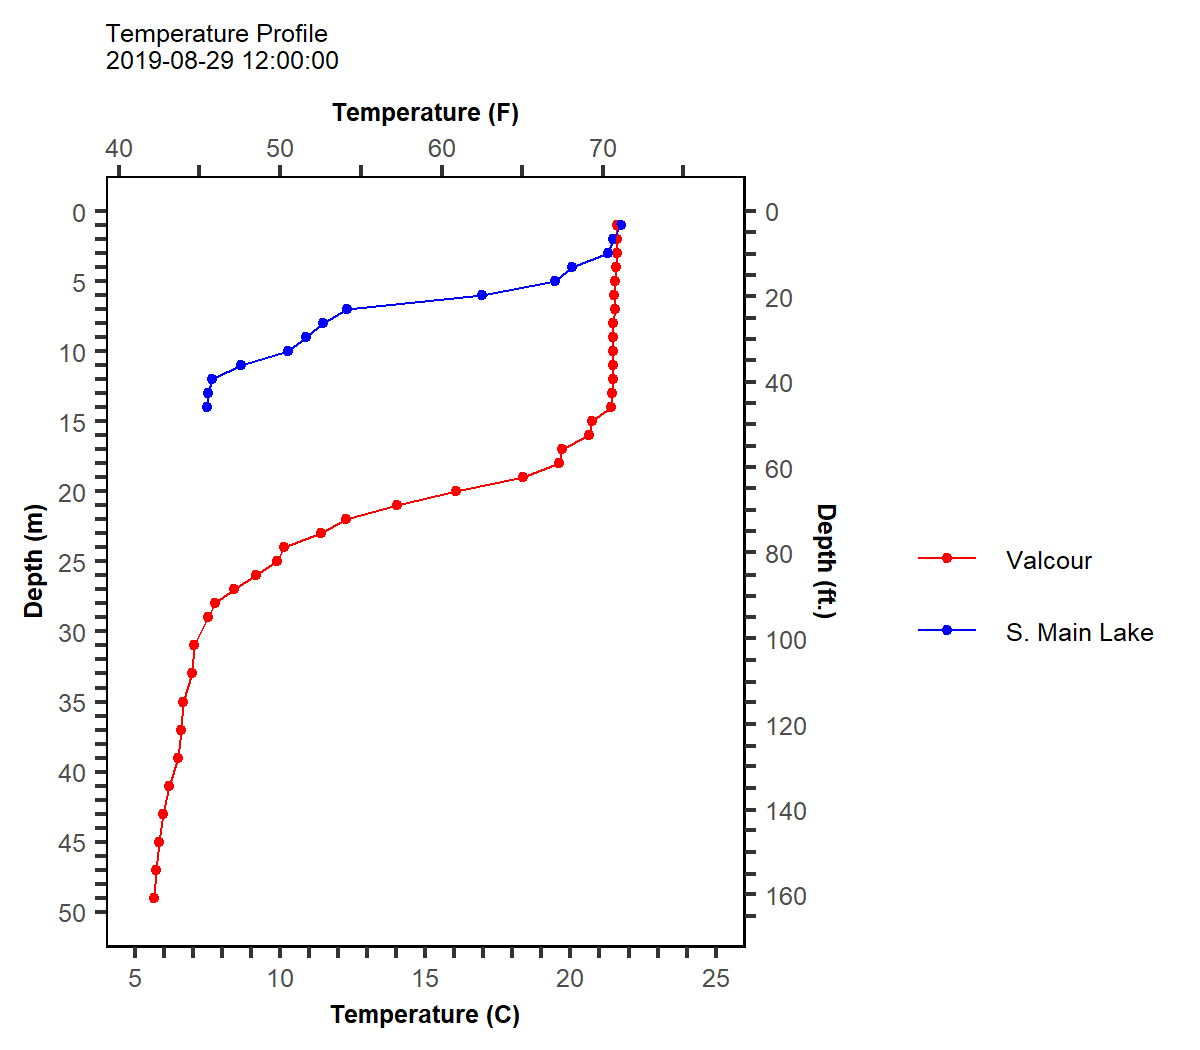 Temperature Profile
2019-08-29 12:00:00
Temperature (F)
40 50 60 70
0
5
10
15
20
25
30
35
40
45
50
Depth (m)
0
20
40
60
80
100
120
140
160
Depth (ft.)
Valcour
S. Main Lake
5 10 15 20 25
Temperature (C)